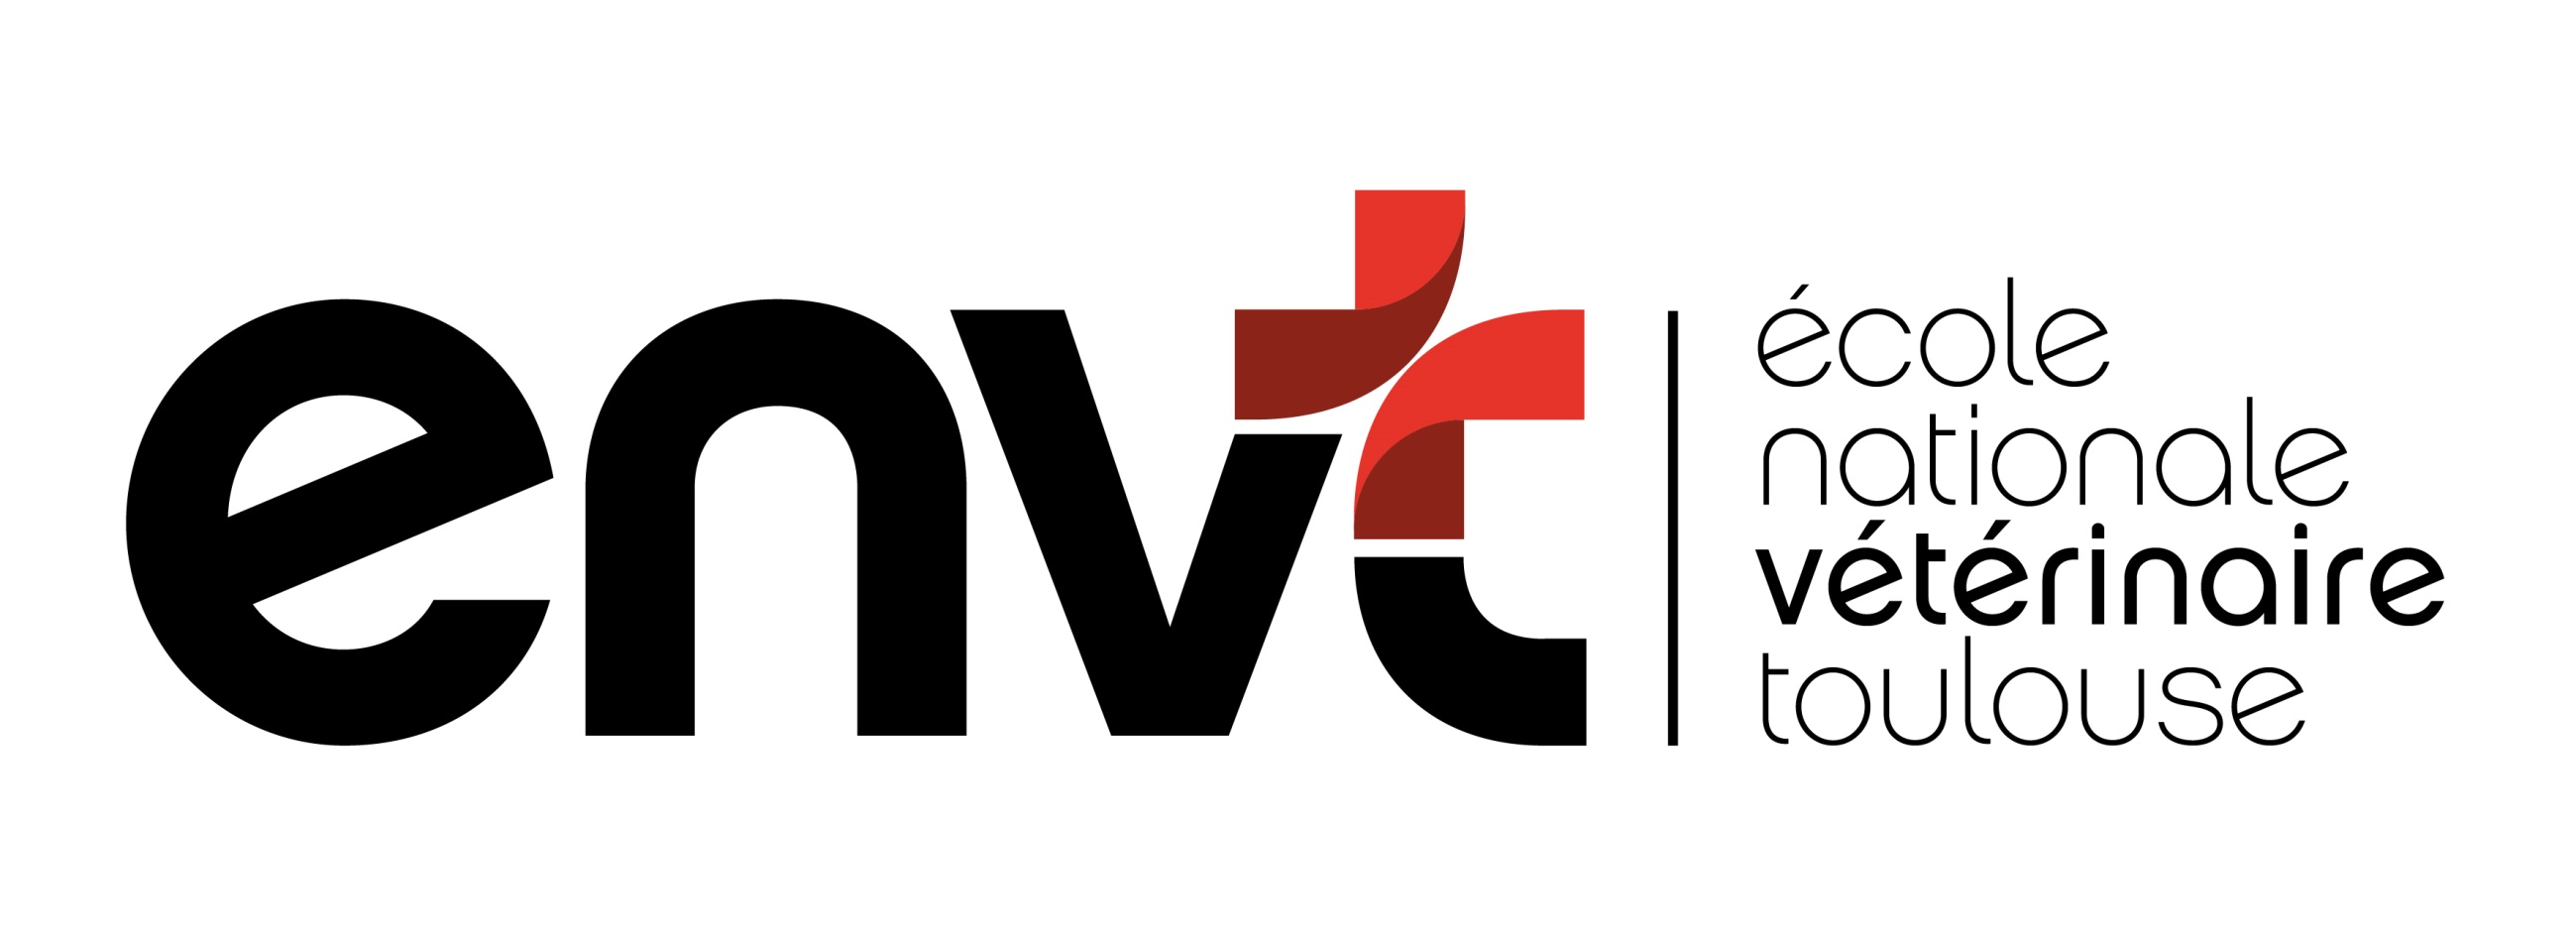 envt
école
nationale
vétérinaire
toulouse